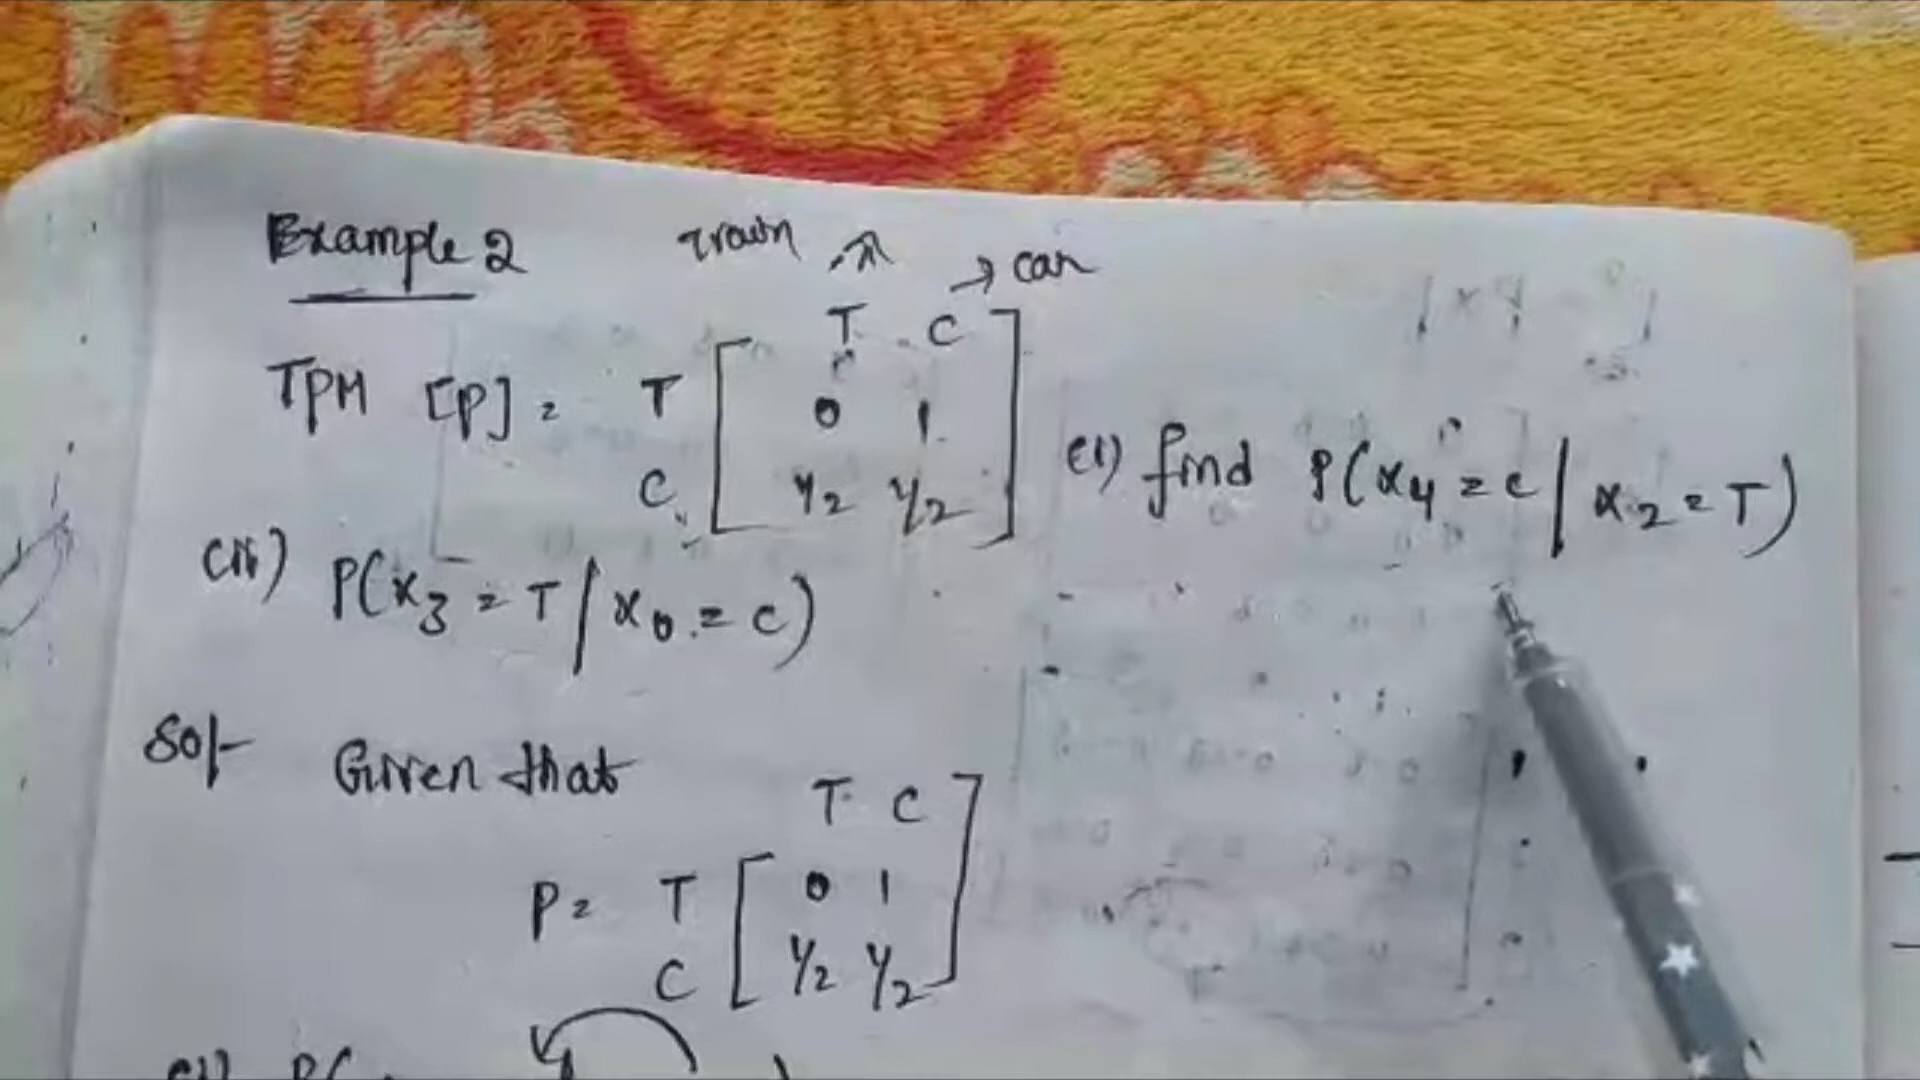 Example 2 train ↗ → car
T C
TPM [P] = T [ 0 1 ] (i) find P(x4 = c / x2 = T)
C [ 1/2 1/2 ]
(ii) P(x3 = T / x0 = c)
Sol- Given that
T C
P = T [ 0 1 ]
C [ 1/2 1/2 ]
(i) P(